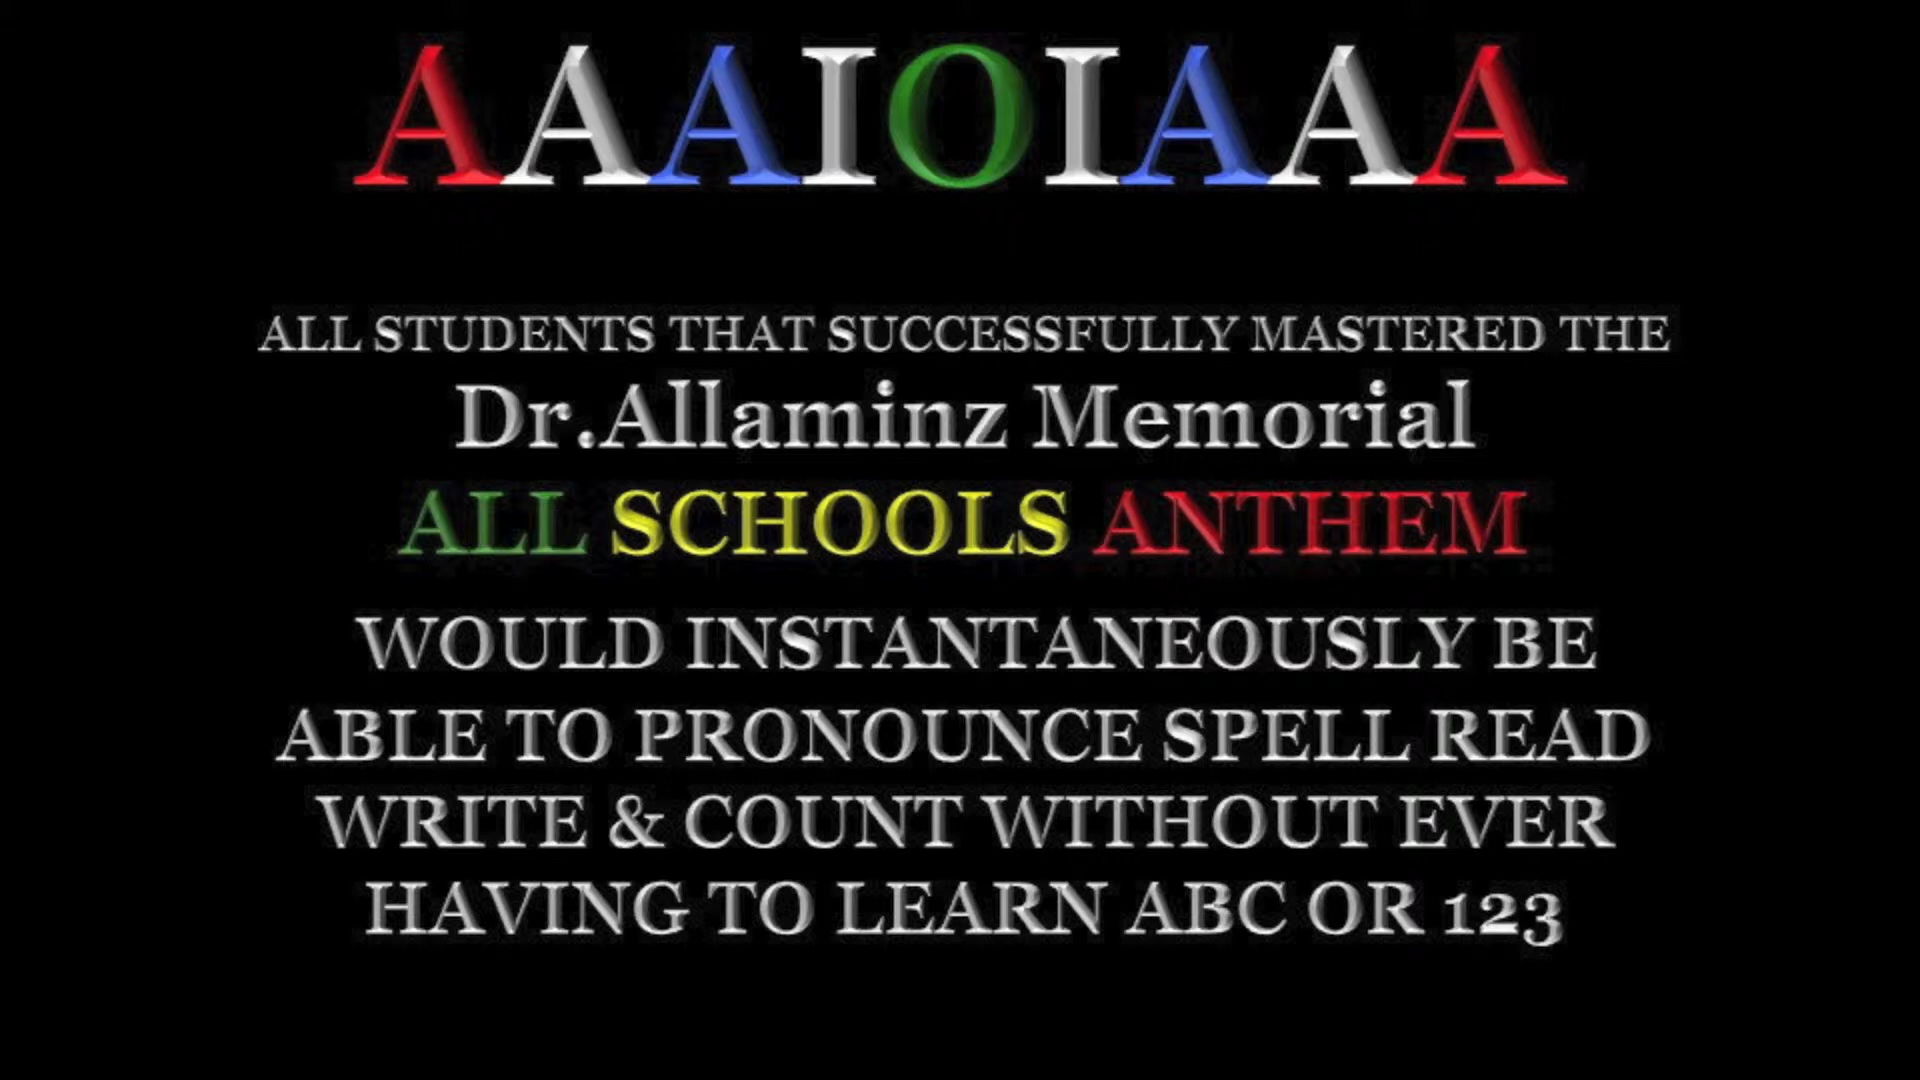 AAAIOIAAA
ALL STUDENTS THAT SUCCESSFULLY MASTERED THE
Dr.Allaminz Memorial
ALL SCHOOLS ANTHEM
WOULD INSTANTANEOUSLY BE
ABLE TO PRONOUNCE SPELL READ
WRITE & COUNT WITHOUT EVER
HAVING TO LEARN ABC OR 123